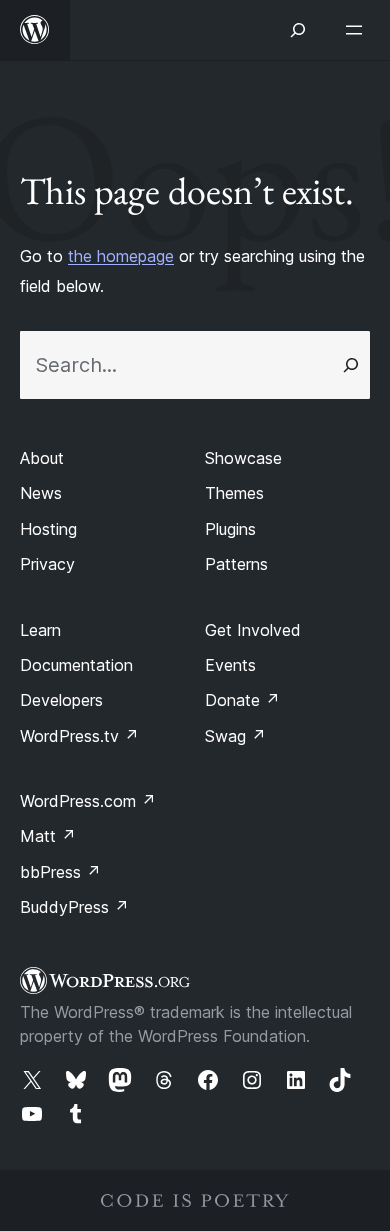 Oops!
This page doesn’t exist.
Go to the homepage or try searching using the
field below.
Search...
About
News
Hosting
Privacy
Showcase
Themes
Plugins
Patterns
Learn
Documentation
Developers
WordPress.tv ↗
Get Involved
Events
Donate ↗
Swag ↗
WordPress.com ↗
Matt ↗
bbPress ↗
BuddyPress ↗
WORDPRESS.ORG
The WordPress® trademark is the intellectual
property of the WordPress Foundation.
CODE IS POETRY